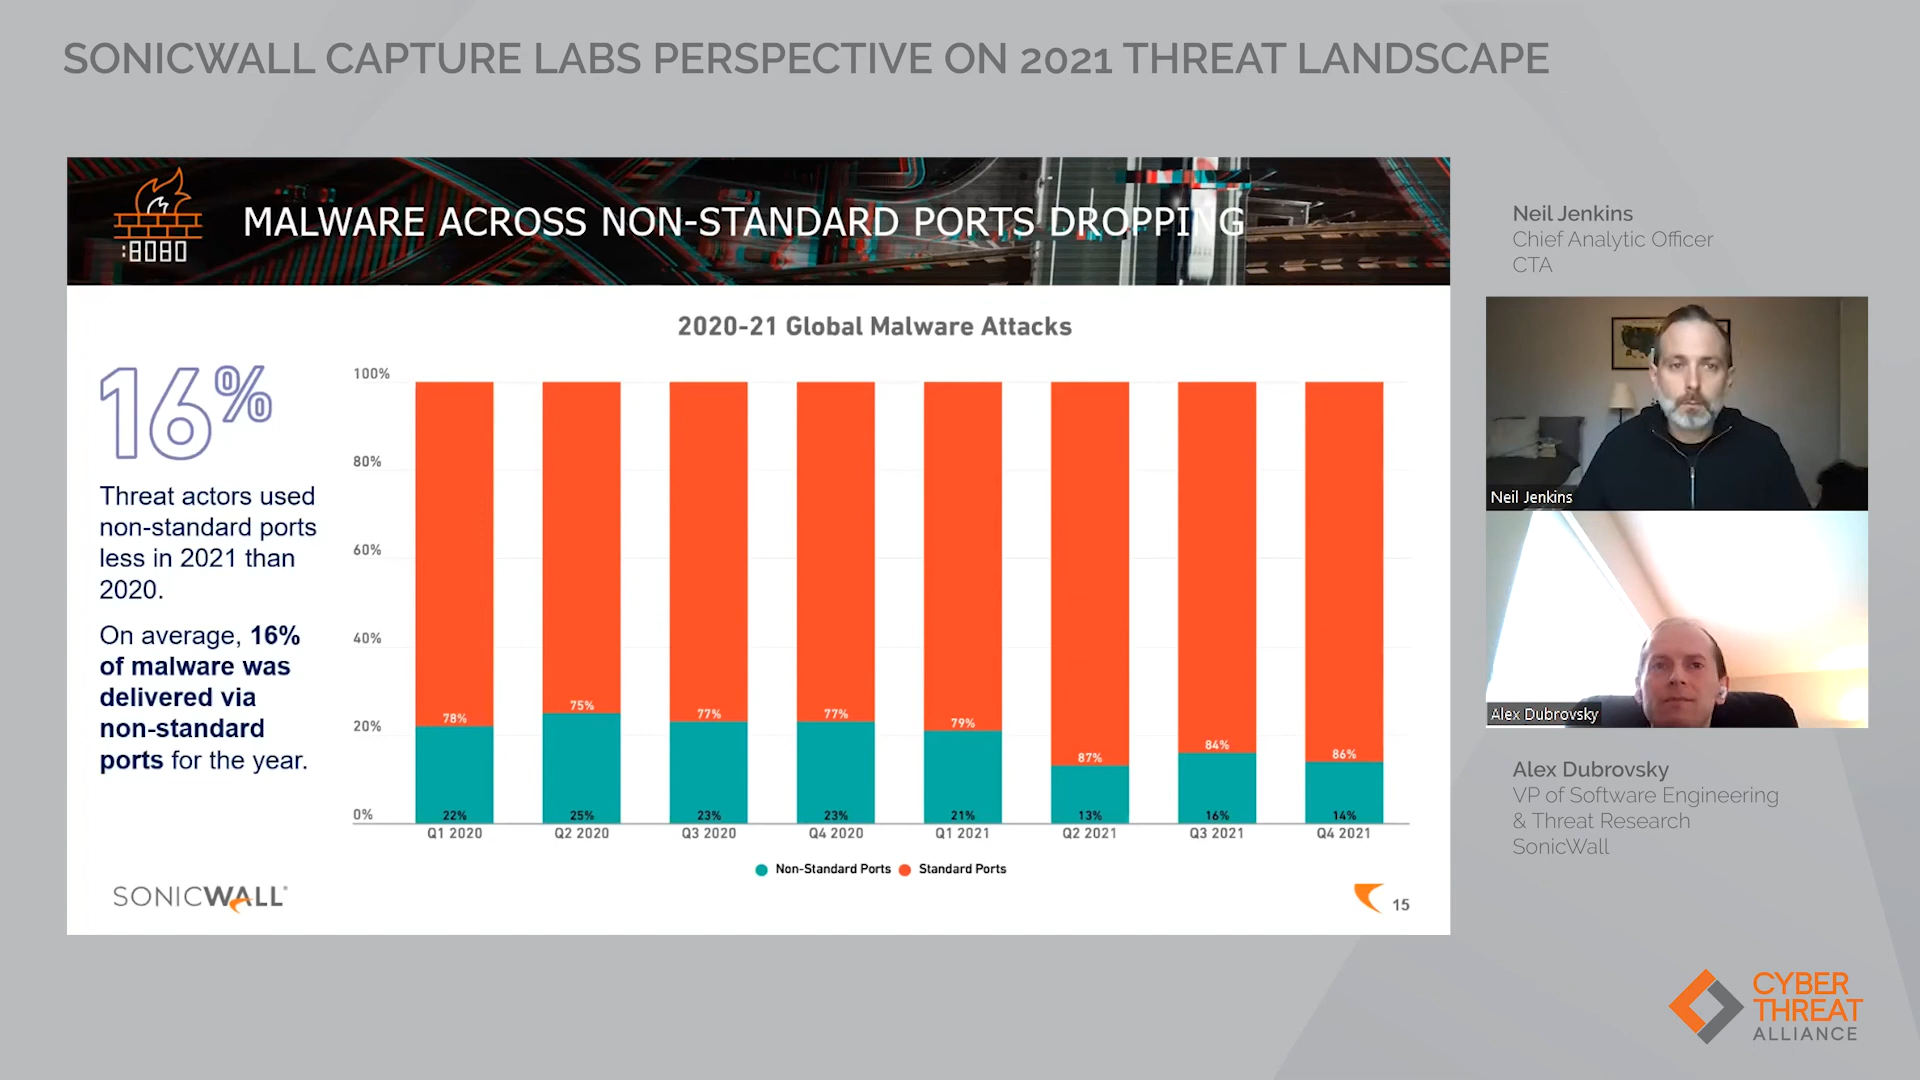 SONICWALL CAPTURE LABS PERSPECTIVE ON 2021 THREAT LANDSCAPE
:8080
MALWARE ACROSS NON-STANDARD PORTS DROPPING
16%
Threat actors used
non-standard ports
less in 2021 than
2020.
On average, 16%
of malware was
delivered via
non-standard
ports for the year.
2020-21 Global Malware Attacks
100%
80%
60%
40%
20%
0%
78% 75% 77% 77% 79% 87% 84% 86%
22% 25% 23% 23% 21% 13% 16% 14%
Q1 2020 Q2 2020 Q3 2020 Q4 2020 Q1 2021 Q2 2021 Q3 2021 Q4 2021
Non-Standard Ports Standard Ports
SONICWALL
15
Neil Jenkins
Chief Analytic Officer
CTA
Neil Jenkins
Alex Dubrovsky
Alex Dubrovsky
VP of Software Engineering
& Threat Research
SonicWall
CYBER
THREAT
ALLIANCE